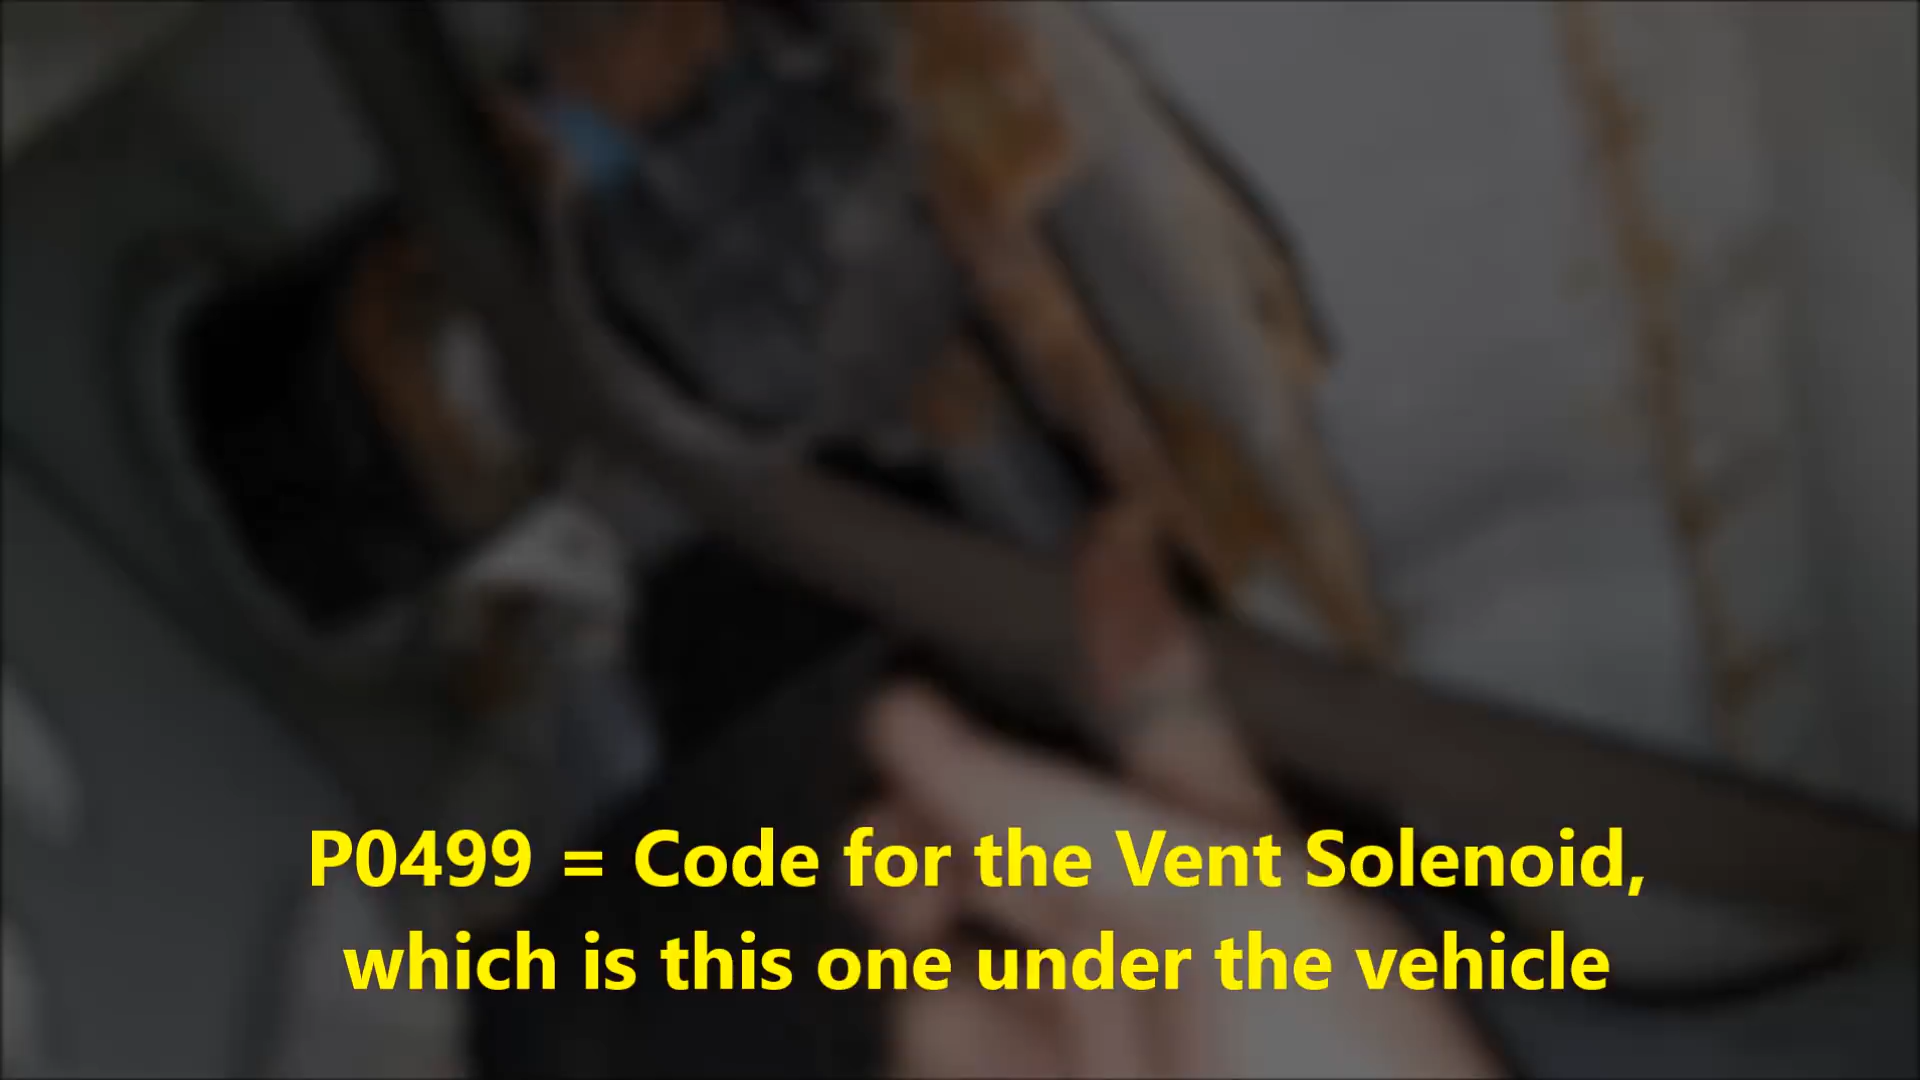 P0499 = Code for the Vent Solenoid,
which is this one under the vehicle